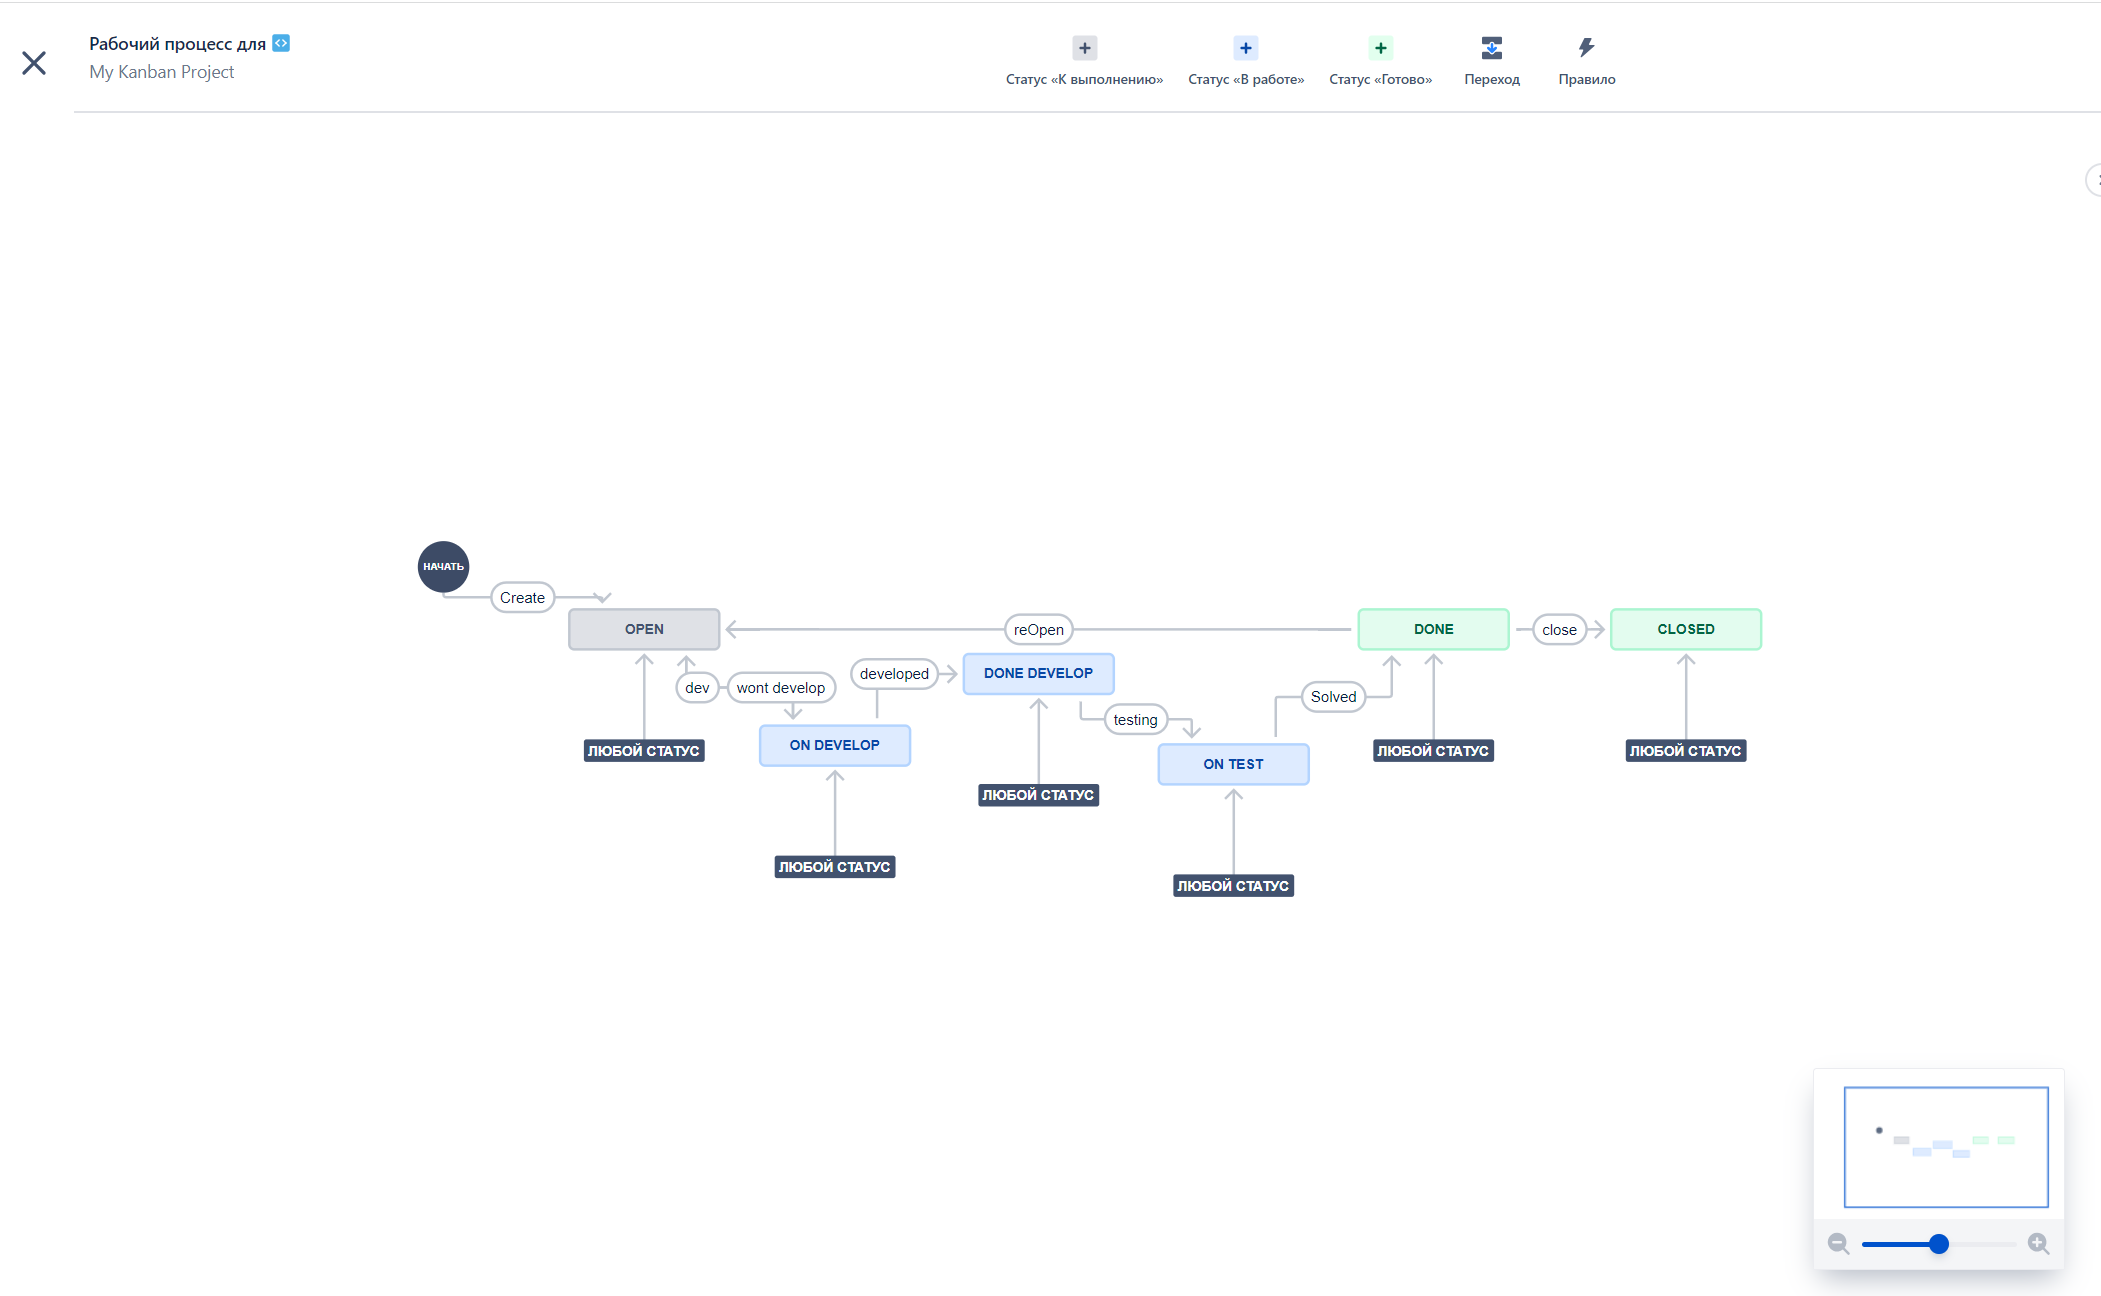 Рабочий процесс для
My Kanban Project
Статус «К выполнению»
Статус «В работе»
Статус «Готово»
Переход
Правило
НАЧАТЬ
Create
OPEN
reOpen
DONE
close
CLOSED
dev
wont develop
developed
DONE DEVELOP
Solved
testing
ON DEVELOP
ON TEST
ЛЮБОЙ СТАТУС
ЛЮБОЙ СТАТУС
ЛЮБОЙ СТАТУС
ЛЮБОЙ СТАТУС
ЛЮБОЙ СТАТУС
ЛЮБОЙ СТАТУС